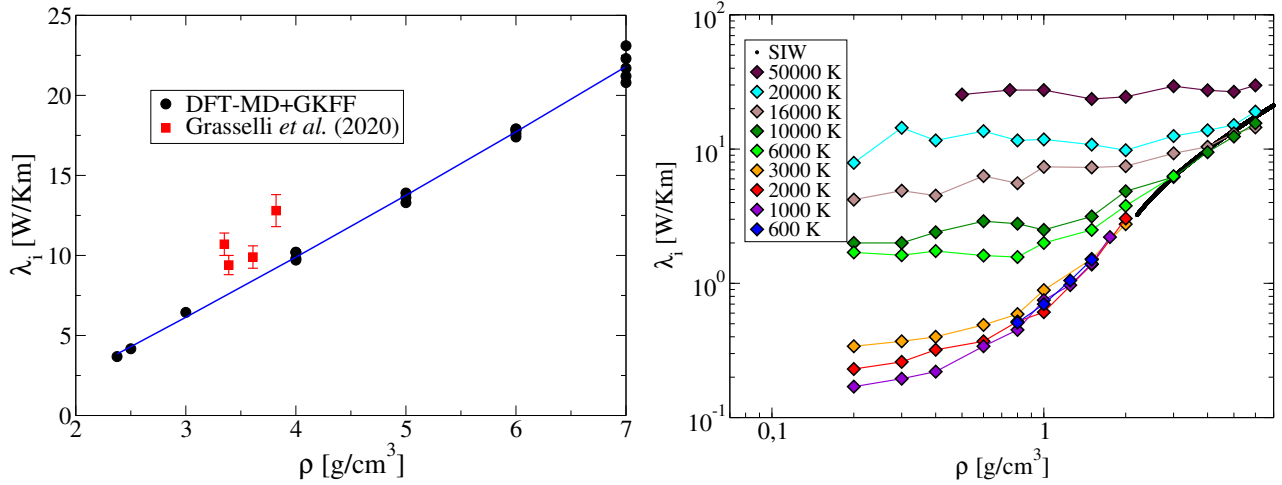 25
20
15
10
5
0
λi [W/Km]
DFT-MD+GKFF
Grasselli et al. (2020)
2 3 4 5 6 7
ρ [g/cm³]
10²
10¹
10⁰
10⁻¹
λi [W/Km]
SIW
50000 K
20000 K
16000 K
10000 K
6000 K
3000 K
2000 K
1000 K
600 K
0,1 1
ρ [g/cm³]